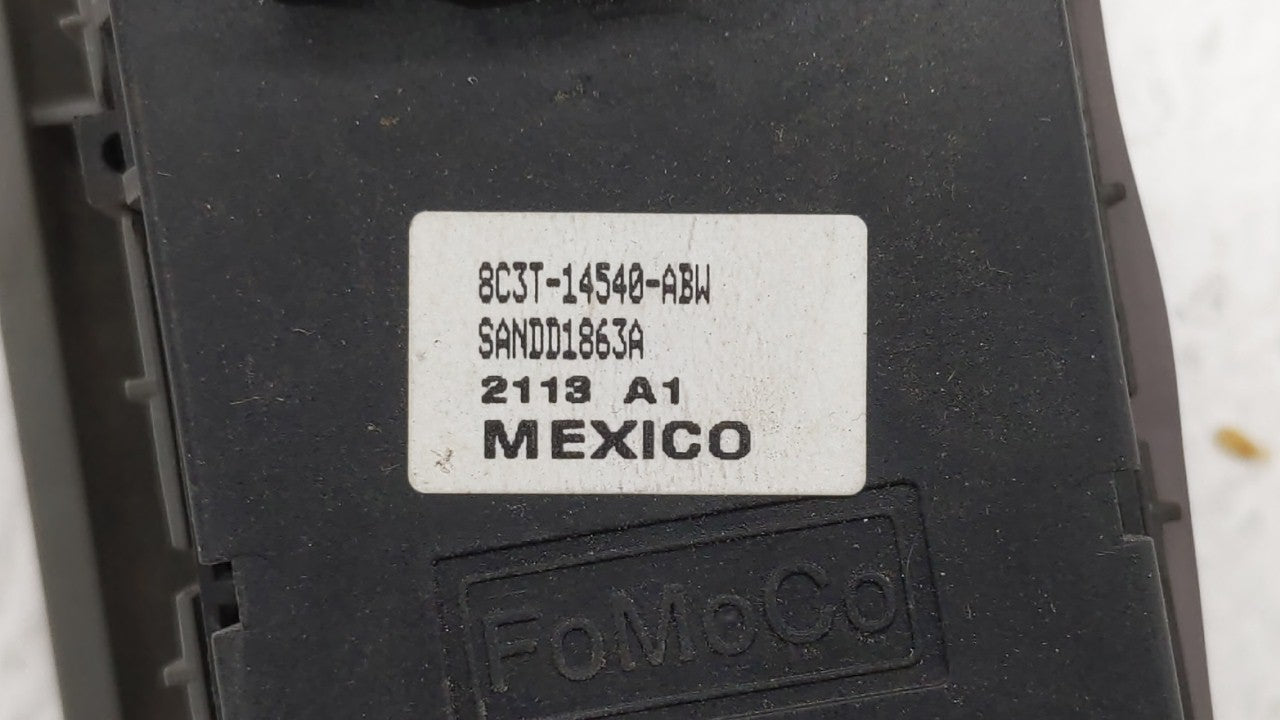 8C3T-14540-ABW
SANDD1863A
2113 A1
MEXICO
FoMoCo